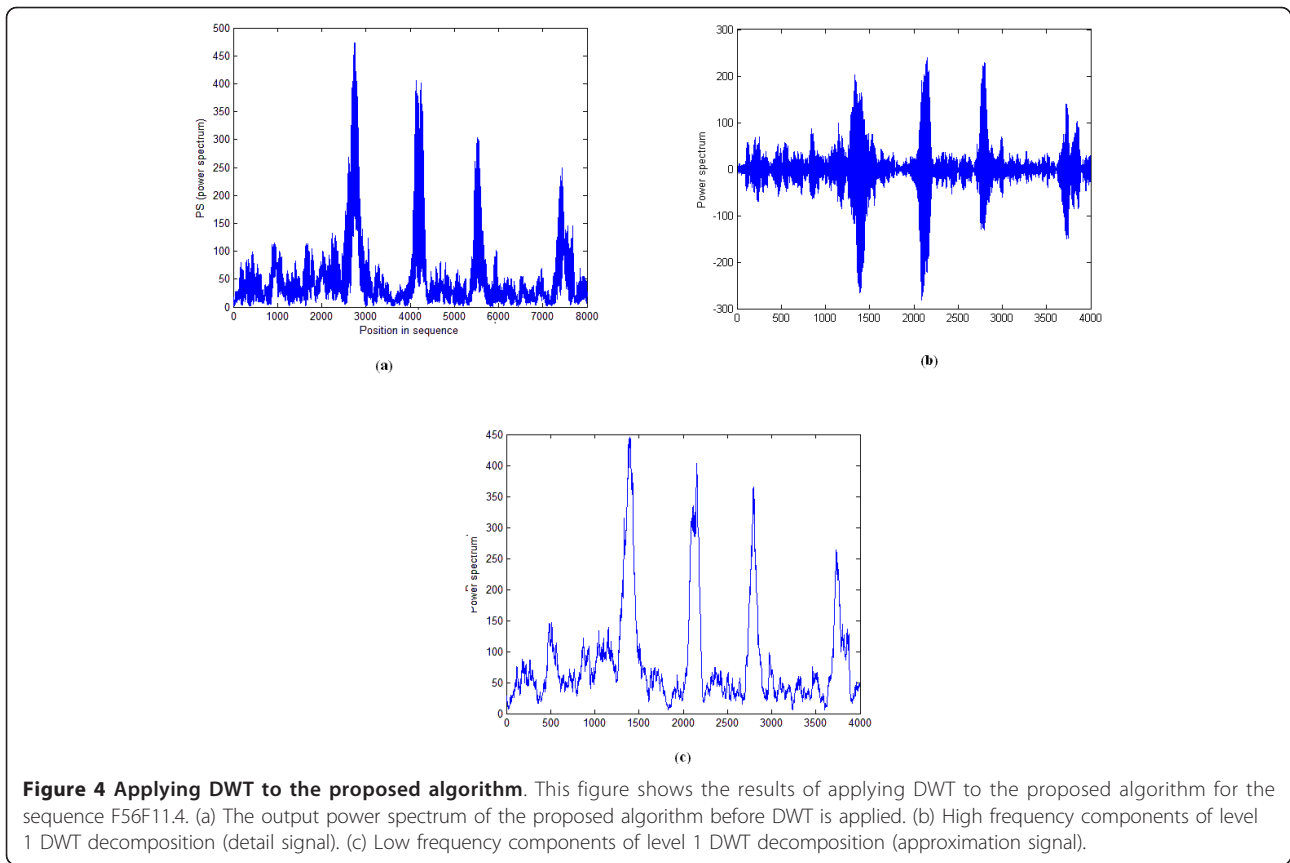 500
450
400
350
300
250
200
150
100
50
0
PS (power spectrum)
0 1000 2000 3000 4000 5000 6000 7000 8000
Position in sequence
(a)
300
200
100
0
-100
-200
-300
Power spectrum
0 500 1000 1500 2000 2500 3000 3500 4000
(b)
450
400
350
300
250
200
150
100
50
0
Power spectrum
0 500 1000 1500 2000 2500 3000 3500 4000
(c)
Figure 4 Applying DWT to the proposed algorithm. This figure shows the results of applying DWT to the proposed algorithm for the
sequence F56F11.4. (a) The output power spectrum of the proposed algorithm before DWT is applied. (b) High frequency components of level
1 DWT decomposition (detail signal). (c) Low frequency components of level 1 DWT decomposition (approximation signal).